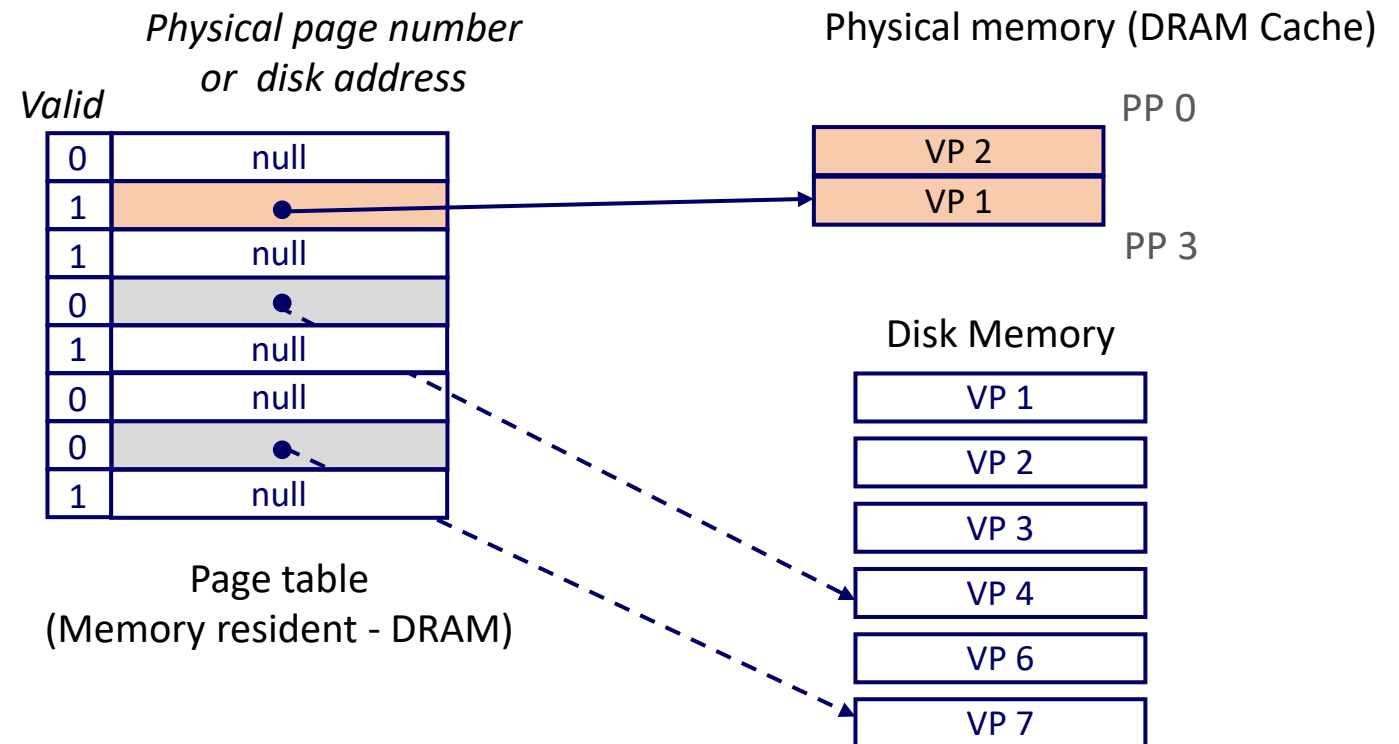 Physical page number
or disk address
Valid
0 null
1
1 null
0
1 null
0 null
0
1 null
Page table
(Memory resident - DRAM)
Physical memory (DRAM Cache)
PP 0
VP 2
VP 1
PP 3
Disk Memory
VP 1
VP 2
VP 3
VP 4
VP 6
VP 7